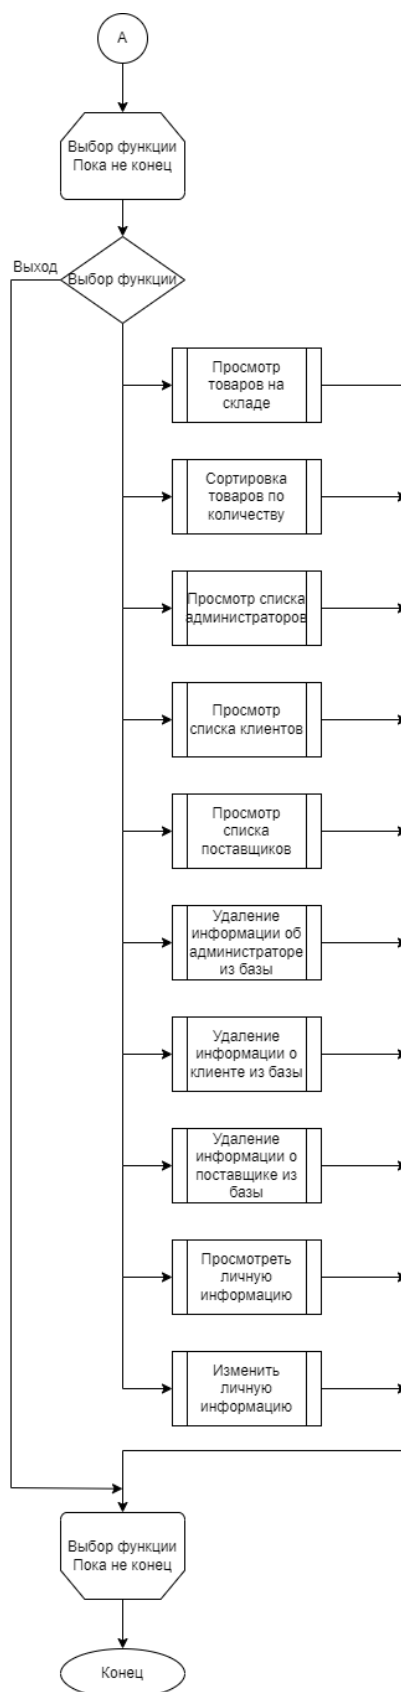 А
Выбор функции
Пока не конец
Выход
Выбор функции
Просмотр
товаров на
складе
Сортировка
товаров по
количеству
Просмотр списка
администраторов
Просмотр
списка клиентов
Просмотр
списка
поставщиков
Удаление
информации об
администраторе
из базы
Удаление
информации о
клиенте из базы
Удаление
информации о
поставщике из
базы
Просмотреть
личную
информацию
Изменить
личную
информацию
Выбор функции
Пока не конец
Конец